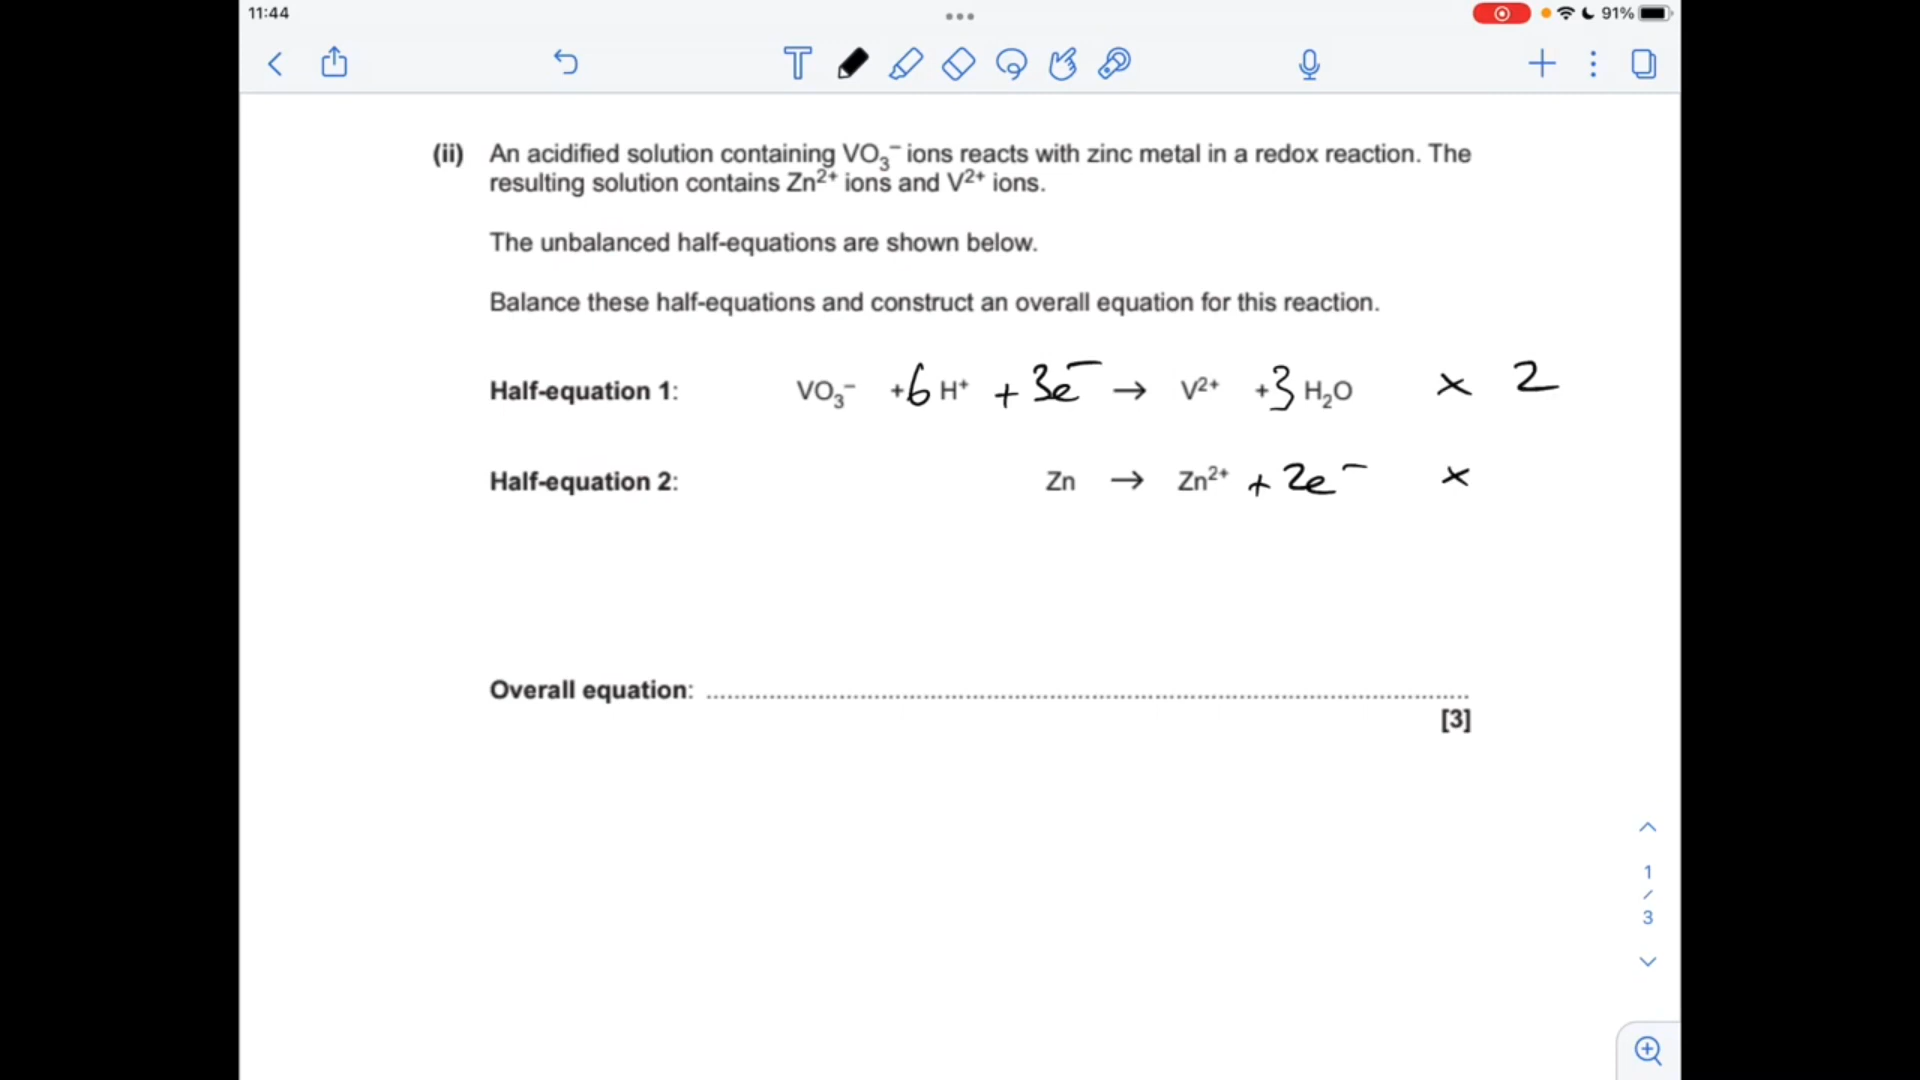 11:44
91%
(ii) An acidified solution containing VO₃⁻ ions reacts with zinc metal in a redox reaction. The
resulting solution contains Zn²⁺ ions and V²⁺ ions.
The unbalanced half-equations are shown below.
Balance these half-equations and construct an overall equation for this reaction.
Half-equation 1: VO₃⁻ +6 H⁺ + 3e⁻ → V²⁺ +3 H₂O × 2
Half-equation 2: Zn → Zn²⁺ + 2e⁻ ×
Overall equation: ..........................................................................................
[3]
1
/
3